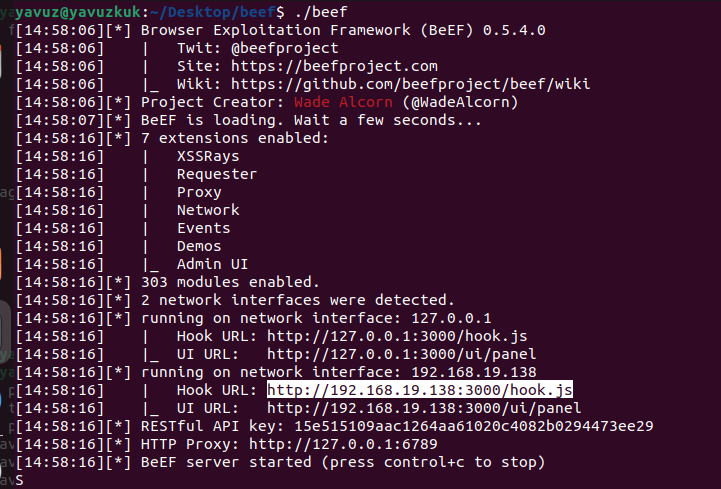 yavuz@yavuzkuk:~/Desktop/beef$ ./beef
[14:58:06][*] Browser Exploitation Framework (BeEF) 0.5.4.0
[14:58:06]    |   Twit: @beefproject
[14:58:06]    |   Site: https://beefproject.com
[14:58:06]    |_  Wiki: https://github.com/beefproject/beef/wiki
[14:58:06][*] Project Creator: Wade Alcorn (@WadeAlcorn)
[14:58:07][*] BeEF is loading. Wait a few seconds...
[14:58:16][*] 7 extensions enabled:
[14:58:16]    |   XSSRays
[14:58:16]    |   Requester
[14:58:16]    |   Proxy
[14:58:16]    |   Network
[14:58:16]    |   Events
[14:58:16]    |   Demos
[14:58:16]    |_  Admin UI
[14:58:16][*] 303 modules enabled.
[14:58:16][*] 2 network interfaces were detected.
[14:58:16][*] running on network interface: 127.0.0.1
[14:58:16]    |   Hook URL: http://127.0.0.1:3000/hook.js
[14:58:16]    |_  UI URL:   http://127.0.0.1:3000/ui/panel
[14:58:16][*] running on network interface: 192.168.19.138
[14:58:16]    |   Hook URL: http://192.168.19.138:3000/hook.js
[14:58:16]    |_  UI URL:   http://192.168.19.138:3000/ui/panel
[14:58:16][*] RESTful API key: 15e515109aac1264aa61020c4082b0294473ee29
[14:58:16][*] HTTP Proxy: http://127.0.0.1:6789
[14:58:16][*] BeEF server started (press control+c to stop)
S